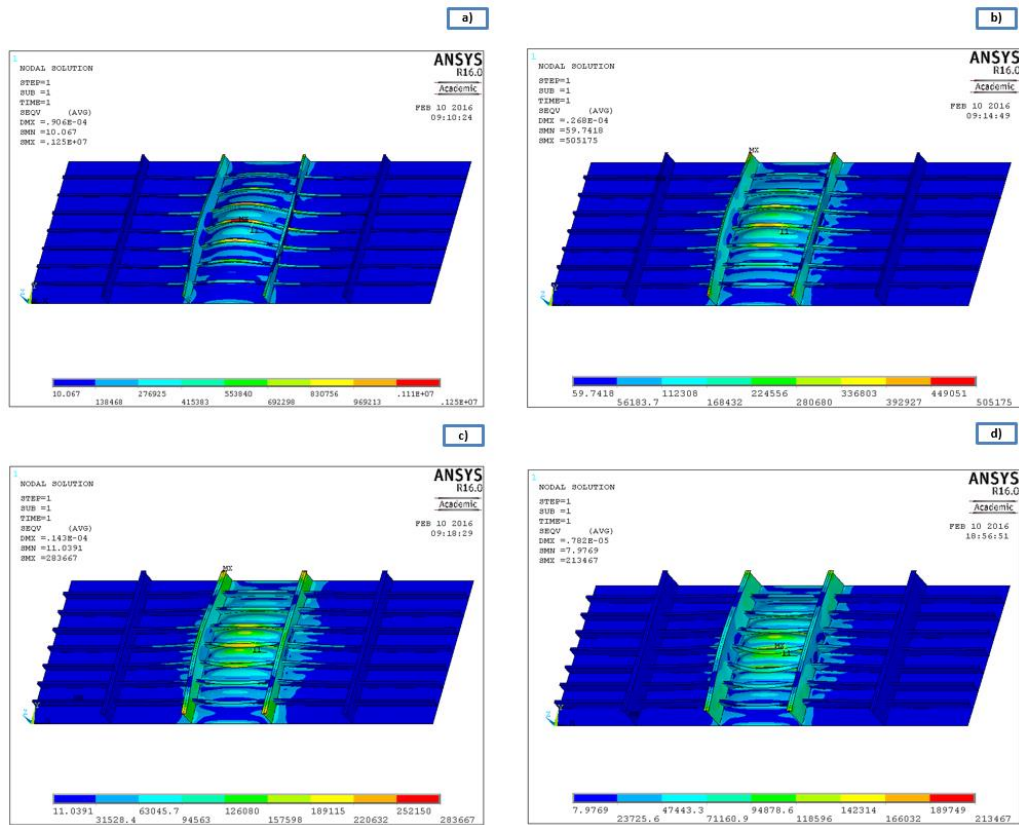 a)
1
NODAL SOLUTION
STEP=1
SUB =1
TIME=1
SEQV (AVG)
DMX =.906E-04
SMN =10.067
SMX =.125E+07
ANSYS
R16.0
Academic
FEB 10 2016
09:10:24
MX
10.067 276925 553840 830756 .111E+07
138468 415383 692298 969213 .125E+07
b)
1
NODAL SOLUTION
STEP=1
SUB =1
TIME=1
SEQV (AVG)
DMX =.268E-04
SMN =59.7418
SMX =505175
ANSYS
R16.0
Academic
FEB 10 2016
09:14:49
MX
59.7418 112308 224556 336803 449051
56183.7 168432 280680 392927 505175
c)
1
NODAL SOLUTION
STEP=1
SUB =1
TIME=1
SEQV (AVG)
DMX =.143E-04
SMN =11.0391
SMX =283667
ANSYS
R16.0
Academic
FEB 10 2016
09:18:29
MX
11.0391 63045.7 126080 189115 252150
31528.4 94563 157598 220632 283667
d)
1
NODAL SOLUTION
STEP=1
SUB =1
TIME=1
SEQV (AVG)
DMX =.782E-05
SMN =7.9769
SMX =213467
ANSYS
R16.0
Academic
FEB 10 2016
18:56:51
MX
7.9769 47443.3 94878.6 142314 189749
23725.6 71160.9 118596 166032 213467